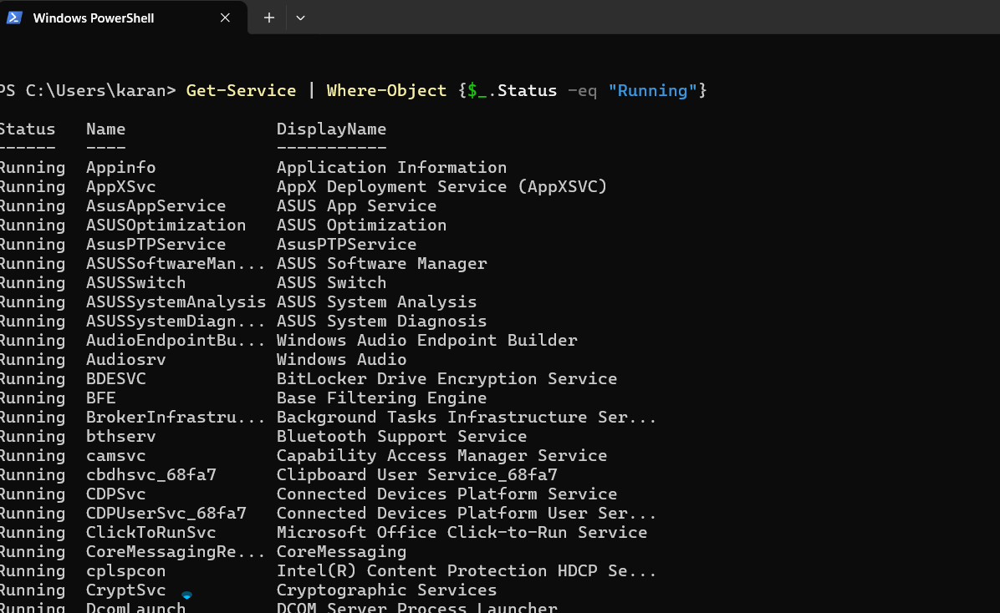 Windows PowerShell
PS C:\Users\karan> Get-Service | Where-Object {$_.Status -eq "Running"}
Status Name DisplayName
------ ---- -----------
Running Appinfo Application Information
Running AppXSvc AppX Deployment Service (AppXSVC)
Running AsusAppService ASUS App Service
Running ASUSOptimization ASUS Optimization
Running AsusPTPService AsusPTPService
Running ASUSSoftwareMan... ASUS Software Manager
Running ASUSSwitch ASUS Switch
Running ASUSSystemAnalysis ASUS System Analysis
Running ASUSSystemDiagn... ASUS System Diagnosis
Running AudioEndpointBu... Windows Audio Endpoint Builder
Running Audiosrv Windows Audio
Running BDESVC BitLocker Drive Encryption Service
Running BFE Base Filtering Engine
Running BrokerInfrastru... Background Tasks Infrastructure Ser...
Running bthserv Bluetooth Support Service
Running camsvc Capability Access Manager Service
Running cbdhsvc_68fa7 Clipboard User Service_68fa7
Running CDPSvc Connected Devices Platform Service
Running CDPUserSvc_68fa7 Connected Devices Platform User Ser...
Running ClickToRunSvc Microsoft Office Click-to-Run Service
Running CoreMessagingRe... CoreMessaging
Running cplspcon Intel(R) Content Protection HDCP Se...
Running CryptSvc Cryptographic Services
Running DcomLaunch DCOM Server Process Launcher